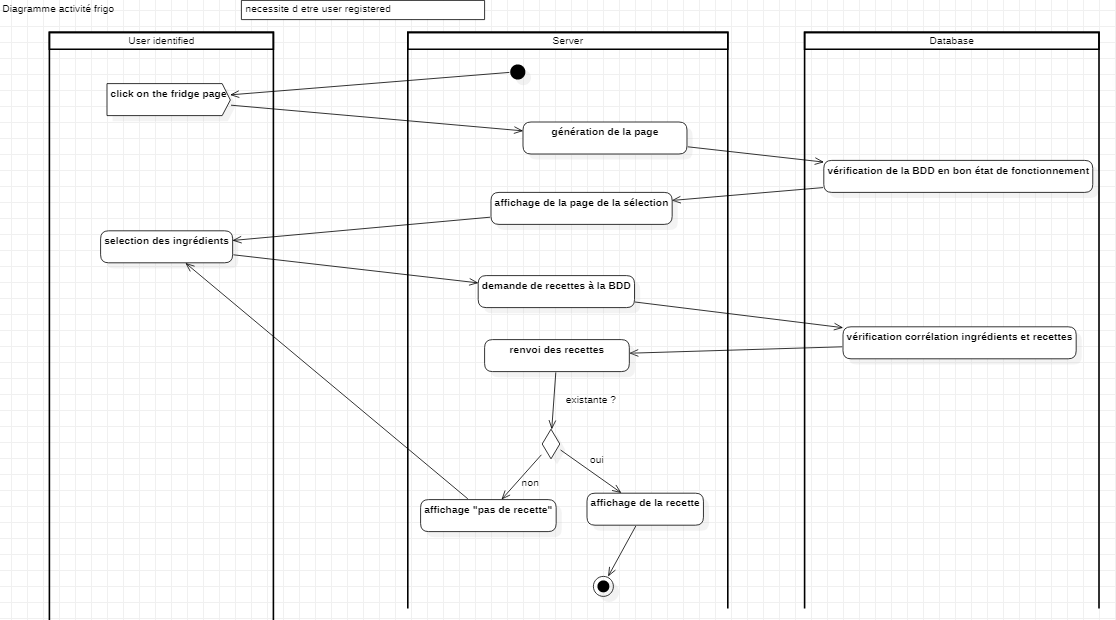 Diagramme activité frigo
necessite d etre user registered
User identified
Server
Database
click on the fridge page
génération de la page
vérification de la BDD en bon état de fonctionnement
affichage de la page de la sélection
selection des ingrédients
demande de recettes à la BDD
vérification corrélation ingrédients et recettes
renvoi des recettes
existante ?
oui
non
affichage de la recette
affichage "pas de recette"